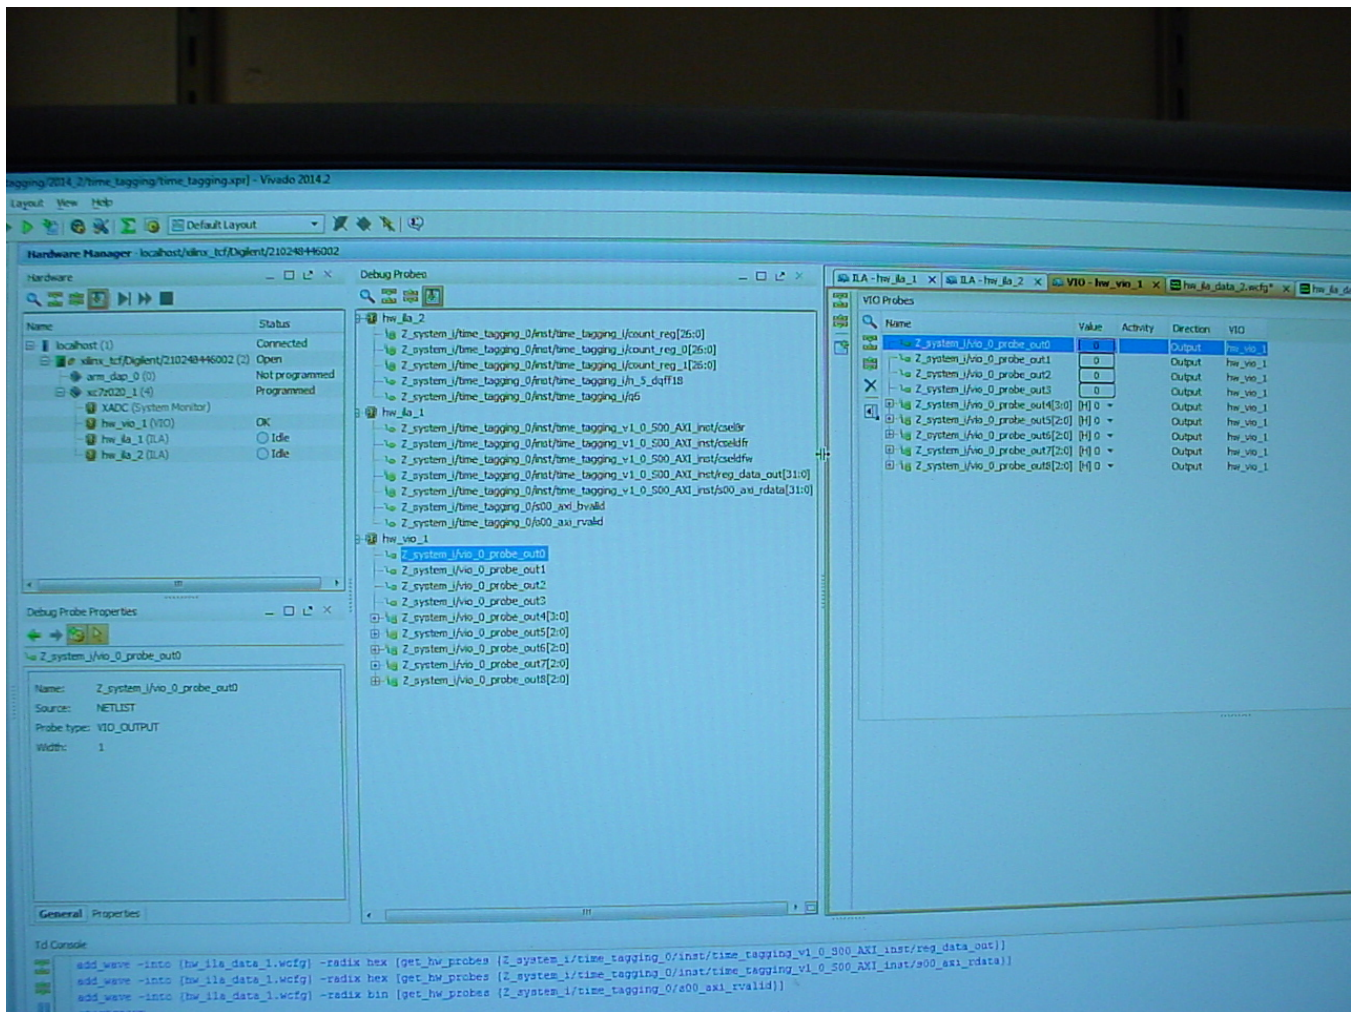 tagging/2014_2/time_tagging/time_tagging.xpr] - Vivado 2014.2
Layout View Help
Default Layout
Hardware Manager - localhost/xilinx_tcf/Digilent/210248446002
Hardware
Name Status
localhost (1) Connected
xilinx_tcf/Digilent/210248446002 (2) Open
arm_dap_0 (0) Not programmed
xc7z020_1 (4) Programmed
XADC (System Monitor)
hw_vio_1 (VIO) OK
hw_ila_1 (ILA) Idle
hw_ila_2 (ILA) Idle
Debug Probe Properties
Z_system_i/vio_0_probe_out0
Name: Z_system_i/vio_0_probe_out0
Source: NETLIST
Probe type: VIO_OUTPUT
Width: 1
General Properties
Debug Probes
hw_ila_2
Z_system_i/time_tagging_0/inst/time_tagging_i/count_reg[26:0]
Z_system_i/time_tagging_0/inst/time_tagging_i/count_reg_0[26:0]
Z_system_i/time_tagging_0/inst/time_tagging_i/count_reg_1[26:0]
Z_system_i/time_tagging_0/inst/time_tagging_i/n_5_dqff18
Z_system_i/time_tagging_0/inst/time_tagging_i/q6
hw_ila_1
Z_system_i/time_tagging_0/inst/time_tagging_v1_0_S00_AXI_inst/
Z_system_i/time_tagging_0/inst/time_tagging_v1_0_S00_AXI_inst/cseldfr
Z_system_i/time_tagging_0/inst/time_tagging_v1_0_S00_AXI_inst/cseldfw
Z_system_i/time_tagging_0/inst/time_tagging_v1_0_S00_AXI_inst/reg_data_out[31:0]
Z_system_i/time_tagging_0/inst/time_tagging_v1_0_S00_AXI_inst/s00_axi_rdata[31:0]
Z_system_i/time_tagging_0/s00_axi_bvalid
Z_system_i/time_tagging_0/s00_axi_rvalid
hw_vio_1
Z_system_i/vio_0_probe_out0
Z_system_i/vio_0_probe_out1
Z_system_i/vio_0_probe_out2
Z_system_i/vio_0_probe_out3
Z_system_i/vio_0_probe_out4[3:0]
Z_system_i/vio_0_probe_out5[2:0]
Z_system_i/vio_0_probe_out6[2:0]
Z_system_i/vio_0_probe_out7[2:0]
Z_system_i/vio_0_probe_out8[2:0]
ILA - hw_ila_1 ILA - hw_ila_2 VIO - hw_vio_1 hw_ila_data_2.wcfg* hw_ila_da
VIO Probes
Name Value Activity Direction VIO
Z_system_i/vio_0_probe_out0 0 Output hw_vio_1
Z_system_i/vio_0_probe_out1 0 Output hw_vio_1
Z_system_i/vio_0_probe_out2 0 Output hw_vio_1
Z_system_i/vio_0_probe_out3 0 Output hw_vio_1
Z_system_i/vio_0_probe_out4[3:0] [H] 0 Output hw_vio_1
Z_system_i/vio_0_probe_out5[2:0] [H] 0 Output hw_vio_1
Z_system_i/vio_0_probe_out6[2:0] [H] 0 Output hw_vio_1
Z_system_i/vio_0_probe_out7[2:0] [H] 0 Output hw_vio_1
Z_system_i/vio_0_probe_out8[2:0] [H] 0 Output hw_vio_1
Tcl Console
add_wave -into {hw_ila_data_1.wcfg} -radix hex [get_hw_probes {Z_system_i/time_tagging_0/inst/time_tagging_v1_0_S00_AXI_inst/reg_data_out}]
add_wave -into {hw_ila_data_1.wcfg} -radix hex [get_hw_probes {Z_system_i/time_tagging_0/inst/time_tagging_v1_0_S00_AXI_inst/s00_axi_rdata}]
add_wave -into {hw_ila_data_1.wcfg} -radix bin [get_hw_probes {Z_system_i/time_tagging_0/s00_axi_rvalid}]